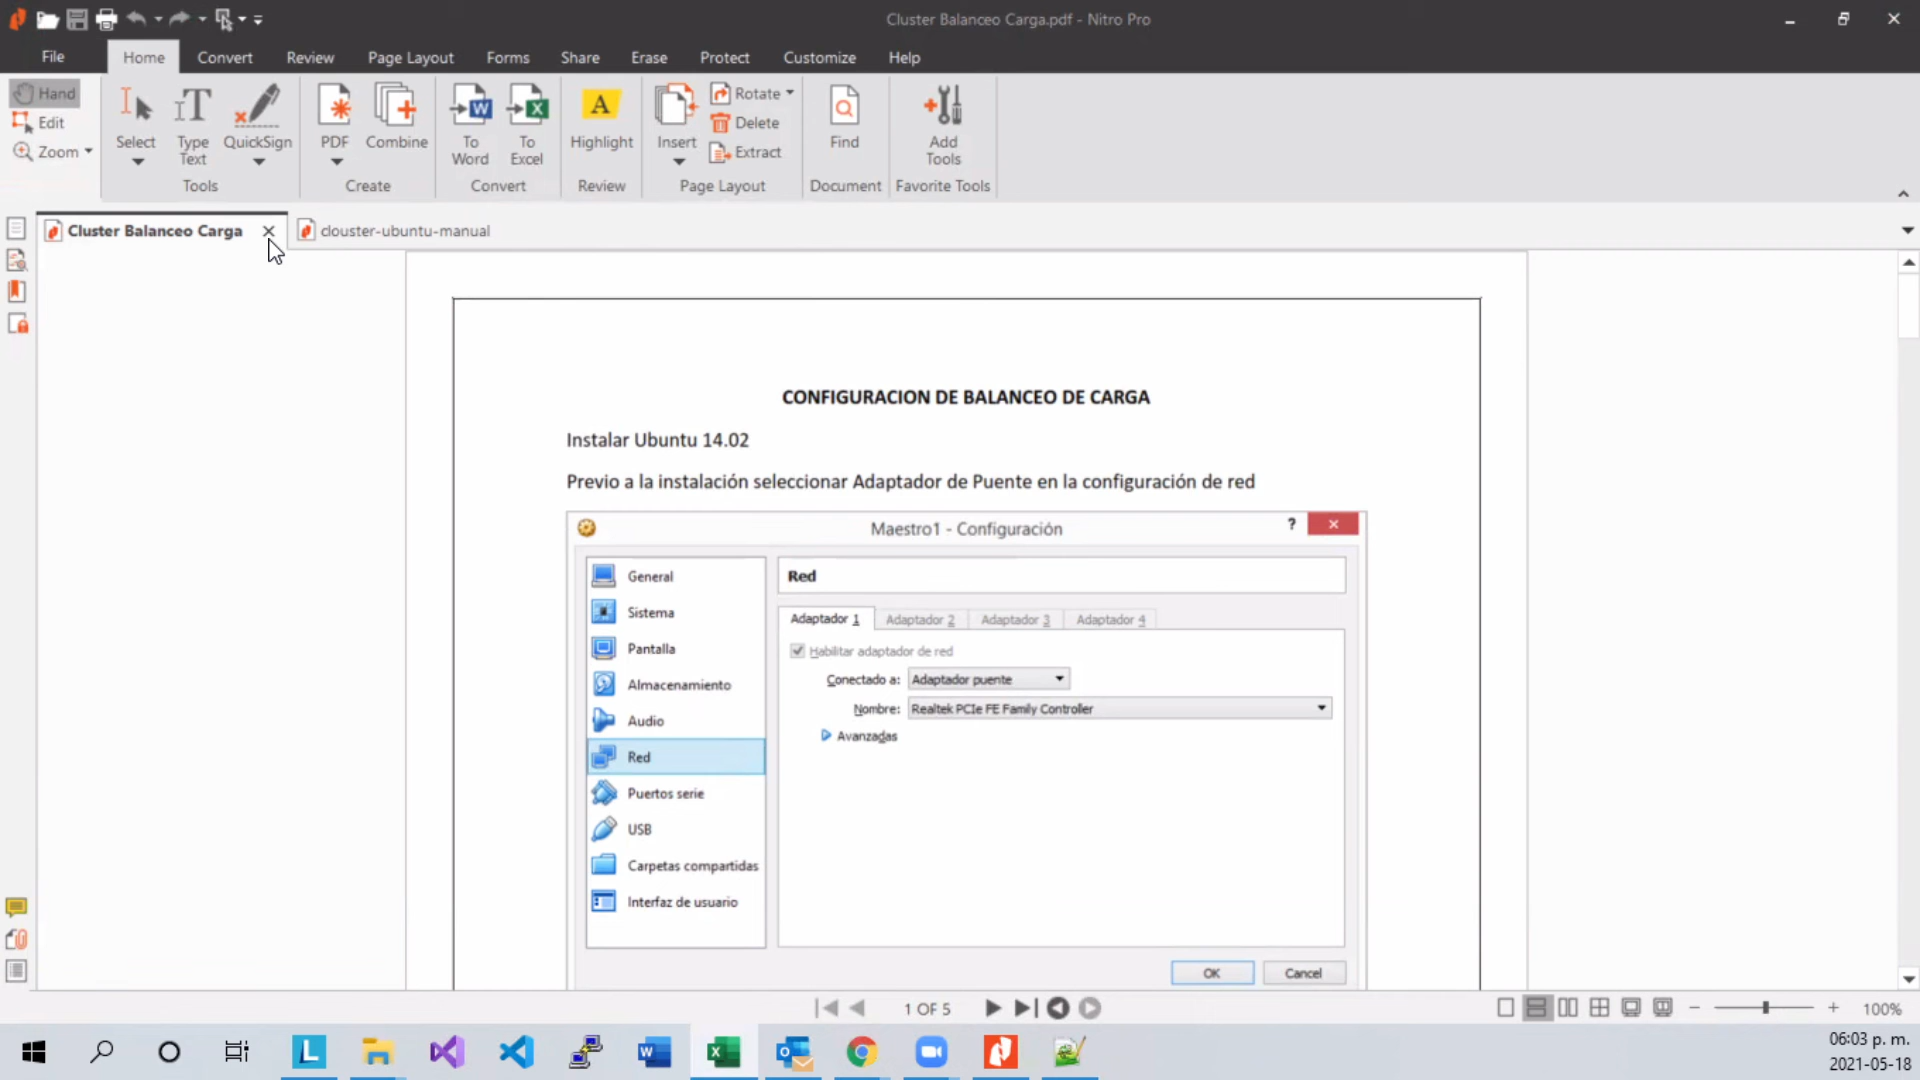 Cluster Balanceo Carga.pdf - Nitro Pro
File Home Convert Review Page Layout Forms Share Erase Protect Customize Help
Hand
Edit
Zoom
Select
Type Text
QuickSign
Tools
PDF
Combine
Create
To Word
To Excel
Convert
Highlight
Review
Insert
Rotate
Delete
Extract
Page Layout
Find
Document
Add Tools
Favorite Tools
Cluster Balanceo Carga
clouster-ubuntu-manual
CONFIGURACION DE BALANCEO DE CARGA
Instalar Ubuntu 14.02
Previo a la instalación seleccionar Adaptador de Puente en la configuración de red
Maestro1 - Configuración
?
General
Sistema
Pantalla
Almacenamiento
Audio
Red
Puertos serie
USB
Carpetas compartidas
Interfaz de usuario
Red
Adaptador 1 Adaptador 2 Adaptador 3 Adaptador 4
Habilitar adaptador de red
Conectado a: Adaptador puente
Nombre: Realtek PCIe FE Family Controller
Avanzadas
OK Cancel
1 OF 5
100%
06:03 p. m.
2021-05-18